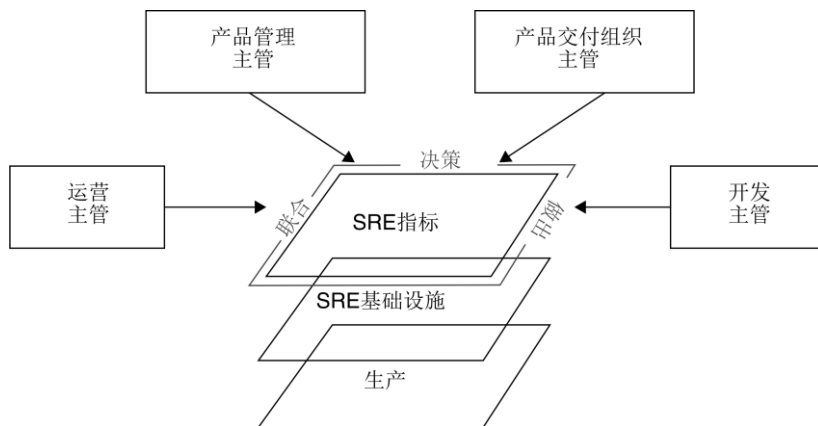 产品管理
主管
产品交付组织
主管
决策
运营
主管
联合
SRE指标
做出
开发
主管
SRE基础设施
生产